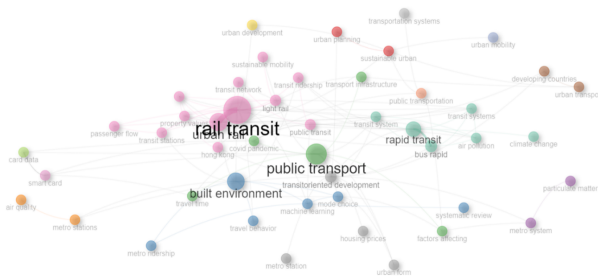 transportation systems
urban development
urban planning
urban mobility
sustainable urban
sustainable mobility
developing countries
transit network
transit ridership
transport infrastructure
urban transport
public transportation
light rail
property values
transit system
transit systems
rail transit
urban rail
public transit
passenger flow
transit stations
rapid transit
air pollution
climate change
covid pandemic
hong kong
bus rapid
card data
public transport
smart card
transitoriented development
particulate matter
built environment
travel time
mode choice
machine learning
air quality
systematic review
metro stations
travel behavior
metro system
housing prices
factors affecting
metro ridership
metro station
urban form